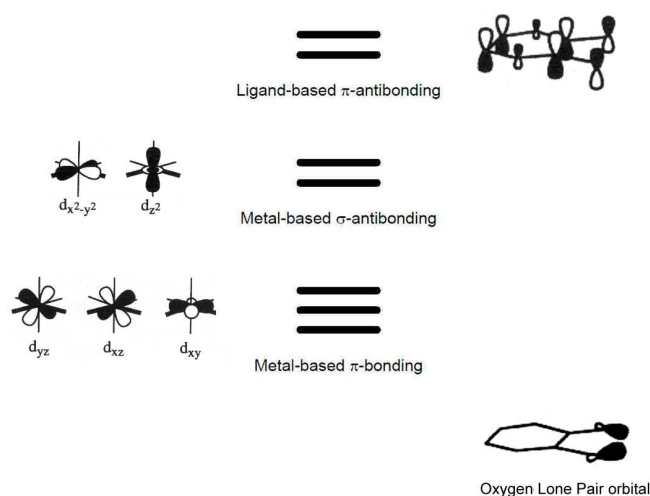 Ligand-based π-antibonding
dx²-y²
dz²
Metal-based σ-antibonding
dyz
dxz
dxy
Metal-based π-bonding
Oxygen Lone Pair orbital